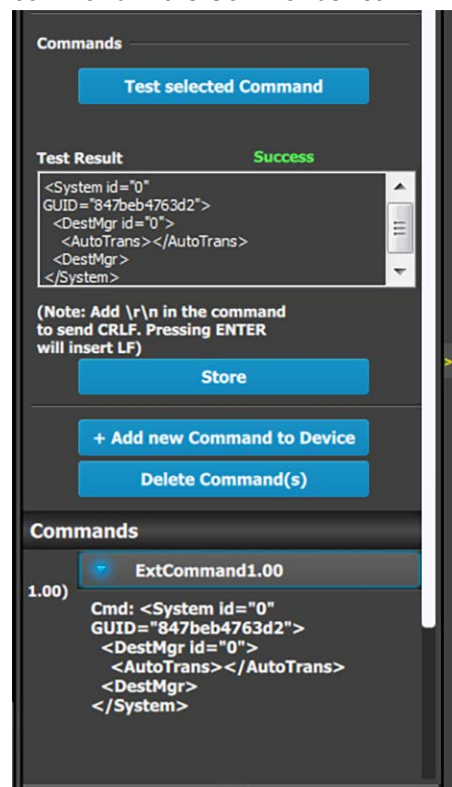 Commands
Test selected Command
Test Result Success
<System id="0"
GUID="847beb4763d2">
<DestMgr id="0">
<AutoTrans></AutoTrans>
<DestMgr>
</System>
(Note: Add \r\n in the command
to send CRLF. Pressing ENTER
will insert LF)
Store
+ Add new Command to Device
Delete Command(s)
Commands
ExtCommand1.00
1.00)
Cmd: <System id="0"
GUID="847beb4763d2">
<DestMgr id="0">
<AutoTrans></AutoTrans>
<DestMgr>
</System>